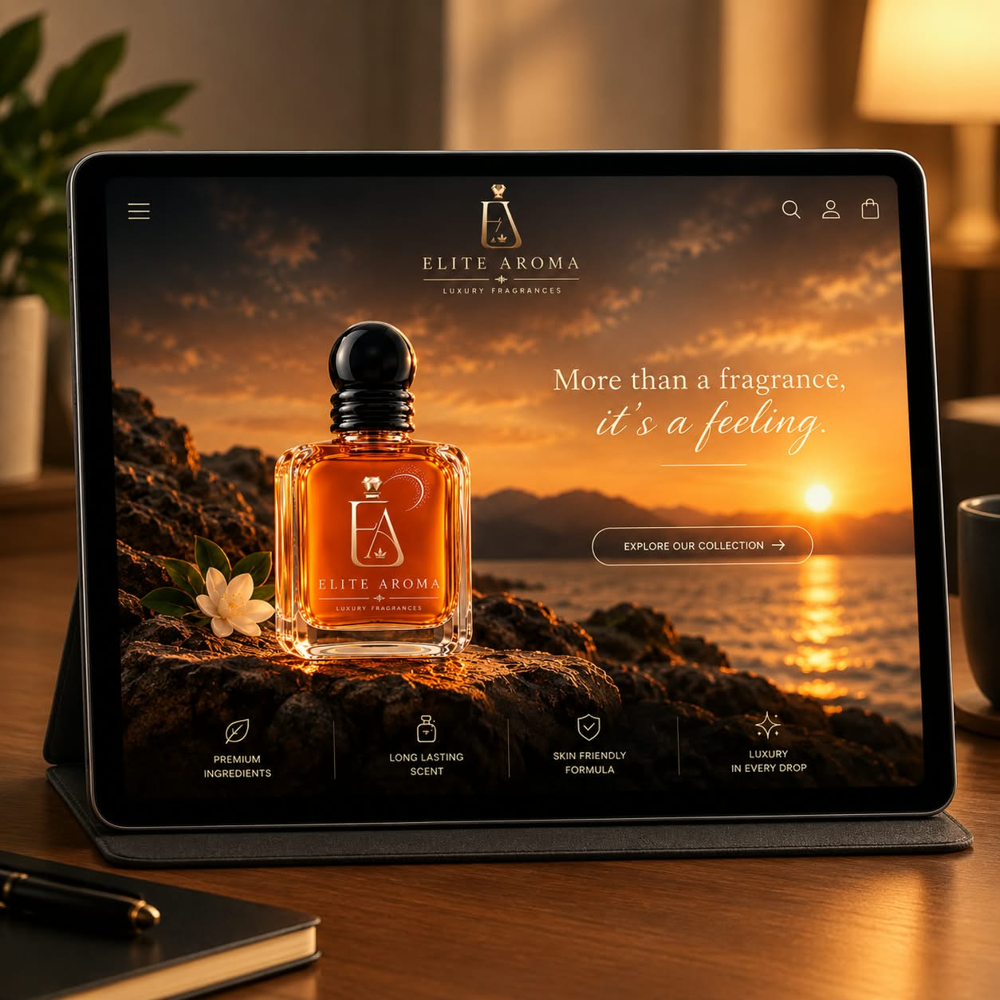 EA
ELITE AROMA
LUXURY FRAGRANCES
More than a fragrance,
it's a feeling.
EXPLORE OUR COLLECTION
EA
ELITE AROMA
LUXURY FRAGRANCES
PREMIUM
INGREDIENTS
LONG LASTING
SCENT
SKIN FRIENDLY
FORMULA
LUXURY
IN EVERY DROP